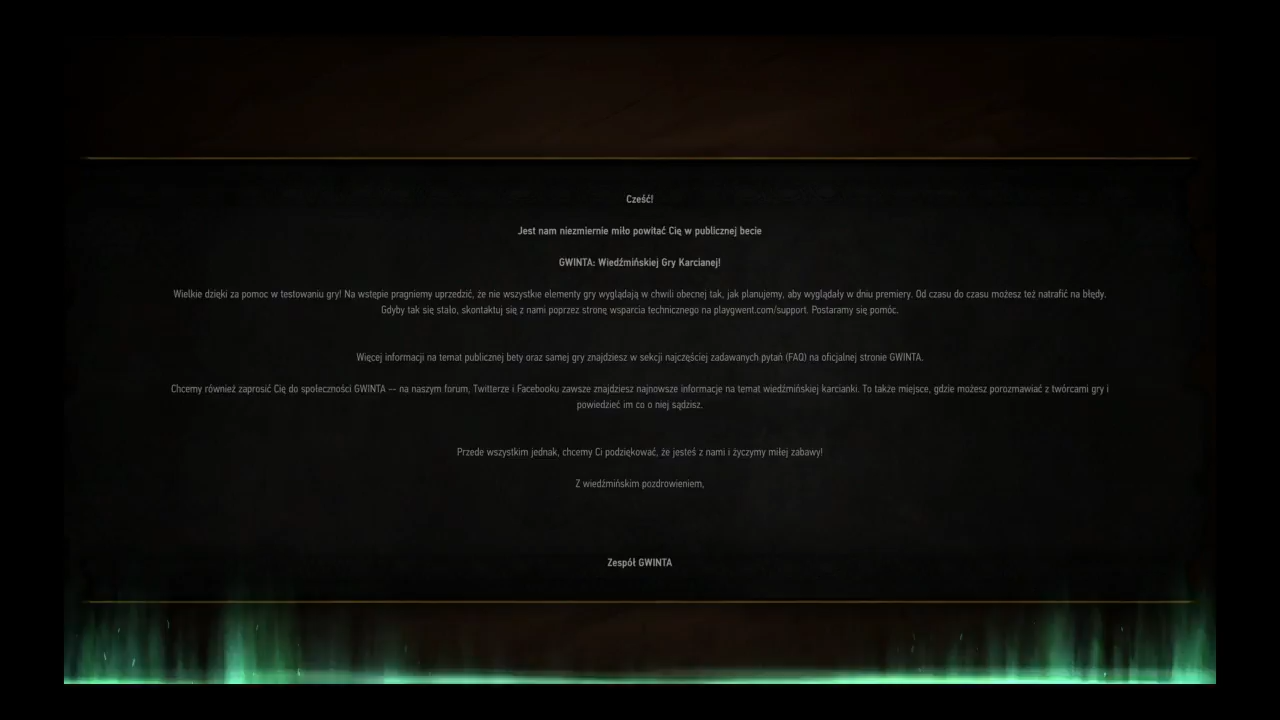 Cześć!
Jest nam niezmiernie miło powitać Cię w publicznej becie
GWINTA: Wiedźmińskiej Gry Karcianej!
Wielkie dzięki za pomoc w testowaniu gry! Na wstępie pragniemy uprzedzić, że nie wszystkie elementy gry wyglądają w chwili obecnej tak, jak planujemy, aby wyglądały w dniu premiery. Od czasu do czasu możesz też natrafić na błędy.
Gdyby tak się stało, skontaktuj się z nami poprzez stronę wsparcia technicznego na playgwent.com/support. Postaramy się pomóc.
Więcej informacji na temat publicznej bety oraz samej gry znajdziesz w sekcji najczęściej zadawanych pytań (FAQ) na oficjalnej stronie GWINTA.
Chcemy również zaprosić Cię do społeczności GWINTA -- na naszym forum, Twitterze i Facebooku zawsze znajdziesz najnowsze informacje na temat wiedźmińskiej karcianki. To także miejsce, gdzie możesz porozmawiać z twórcami gry i
powiedzieć im co o niej sądzisz.
Przede wszystkim jednak, chcemy Ci podziękować, że jesteś z nami i życzymy miłej zabawy!
Z wiedźmińskim pozdrowieniem,
Zespół GWINTA